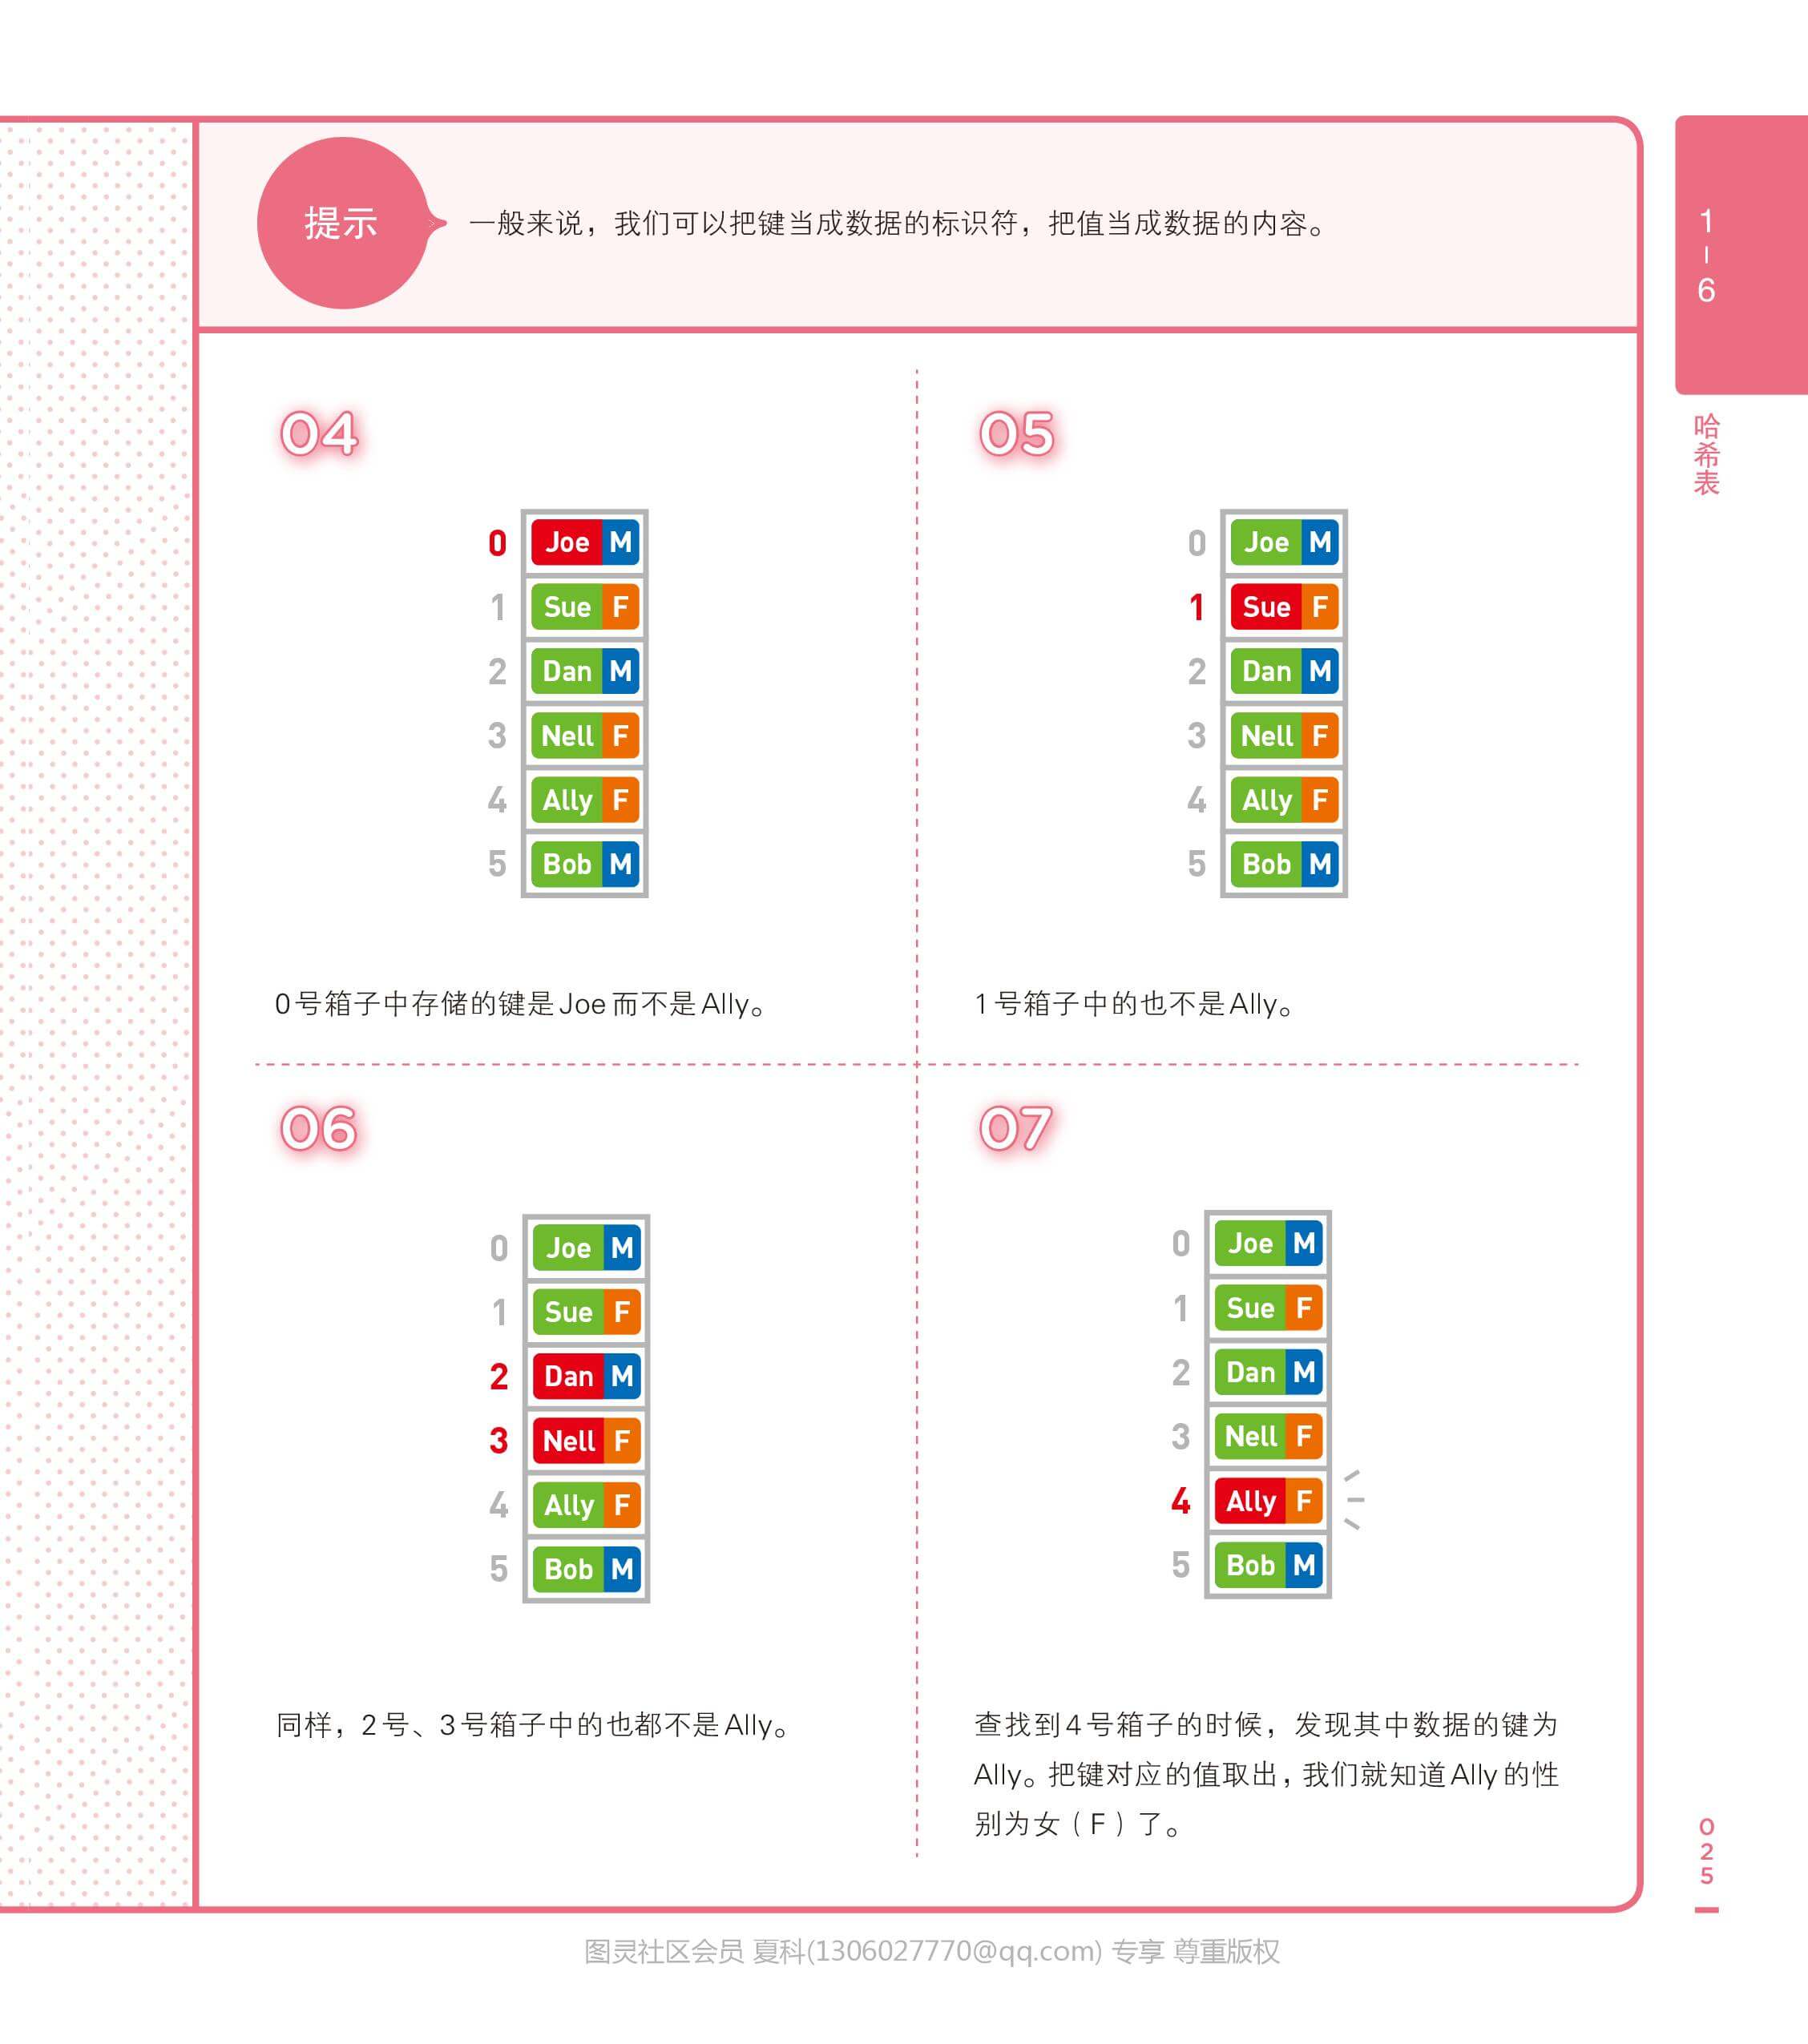 提示
一般来说，我们可以把键当成数据的标识符，把值当成数据的内容。
1-6
哈希表
04
0 Joe M
1 Sue F
2 Dan M
3 Nell F
4 Ally F
5 Bob M
0号箱子中存储的键是Joe而不是Ally。
05
0 Joe M
1 Sue F
2 Dan M
3 Nell F
4 Ally F
5 Bob M
1号箱子中的也不是Ally。
06
0 Joe M
1 Sue F
2 Dan M
3 Nell F
4 Ally F
5 Bob M
同样，2号、3号箱子中的也都不是Ally。
07
0 Joe M
1 Sue F
2 Dan M
3 Nell F
4 Ally F
5 Bob M
查找到4号箱子的时候，发现其中数据的键为
Ally。把键对应的值取出，我们就知道Ally的性
别为女（F）了。
025
图灵社区会员 夏科(1306027770@qq.com) 专享 尊重版权